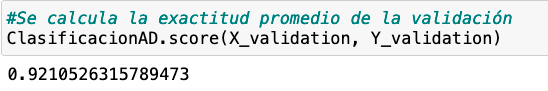 #Se calcula la exactitud promedio de la validación
ClasificacionAD.score(X_validation, Y_validation)
0.9210526315789473